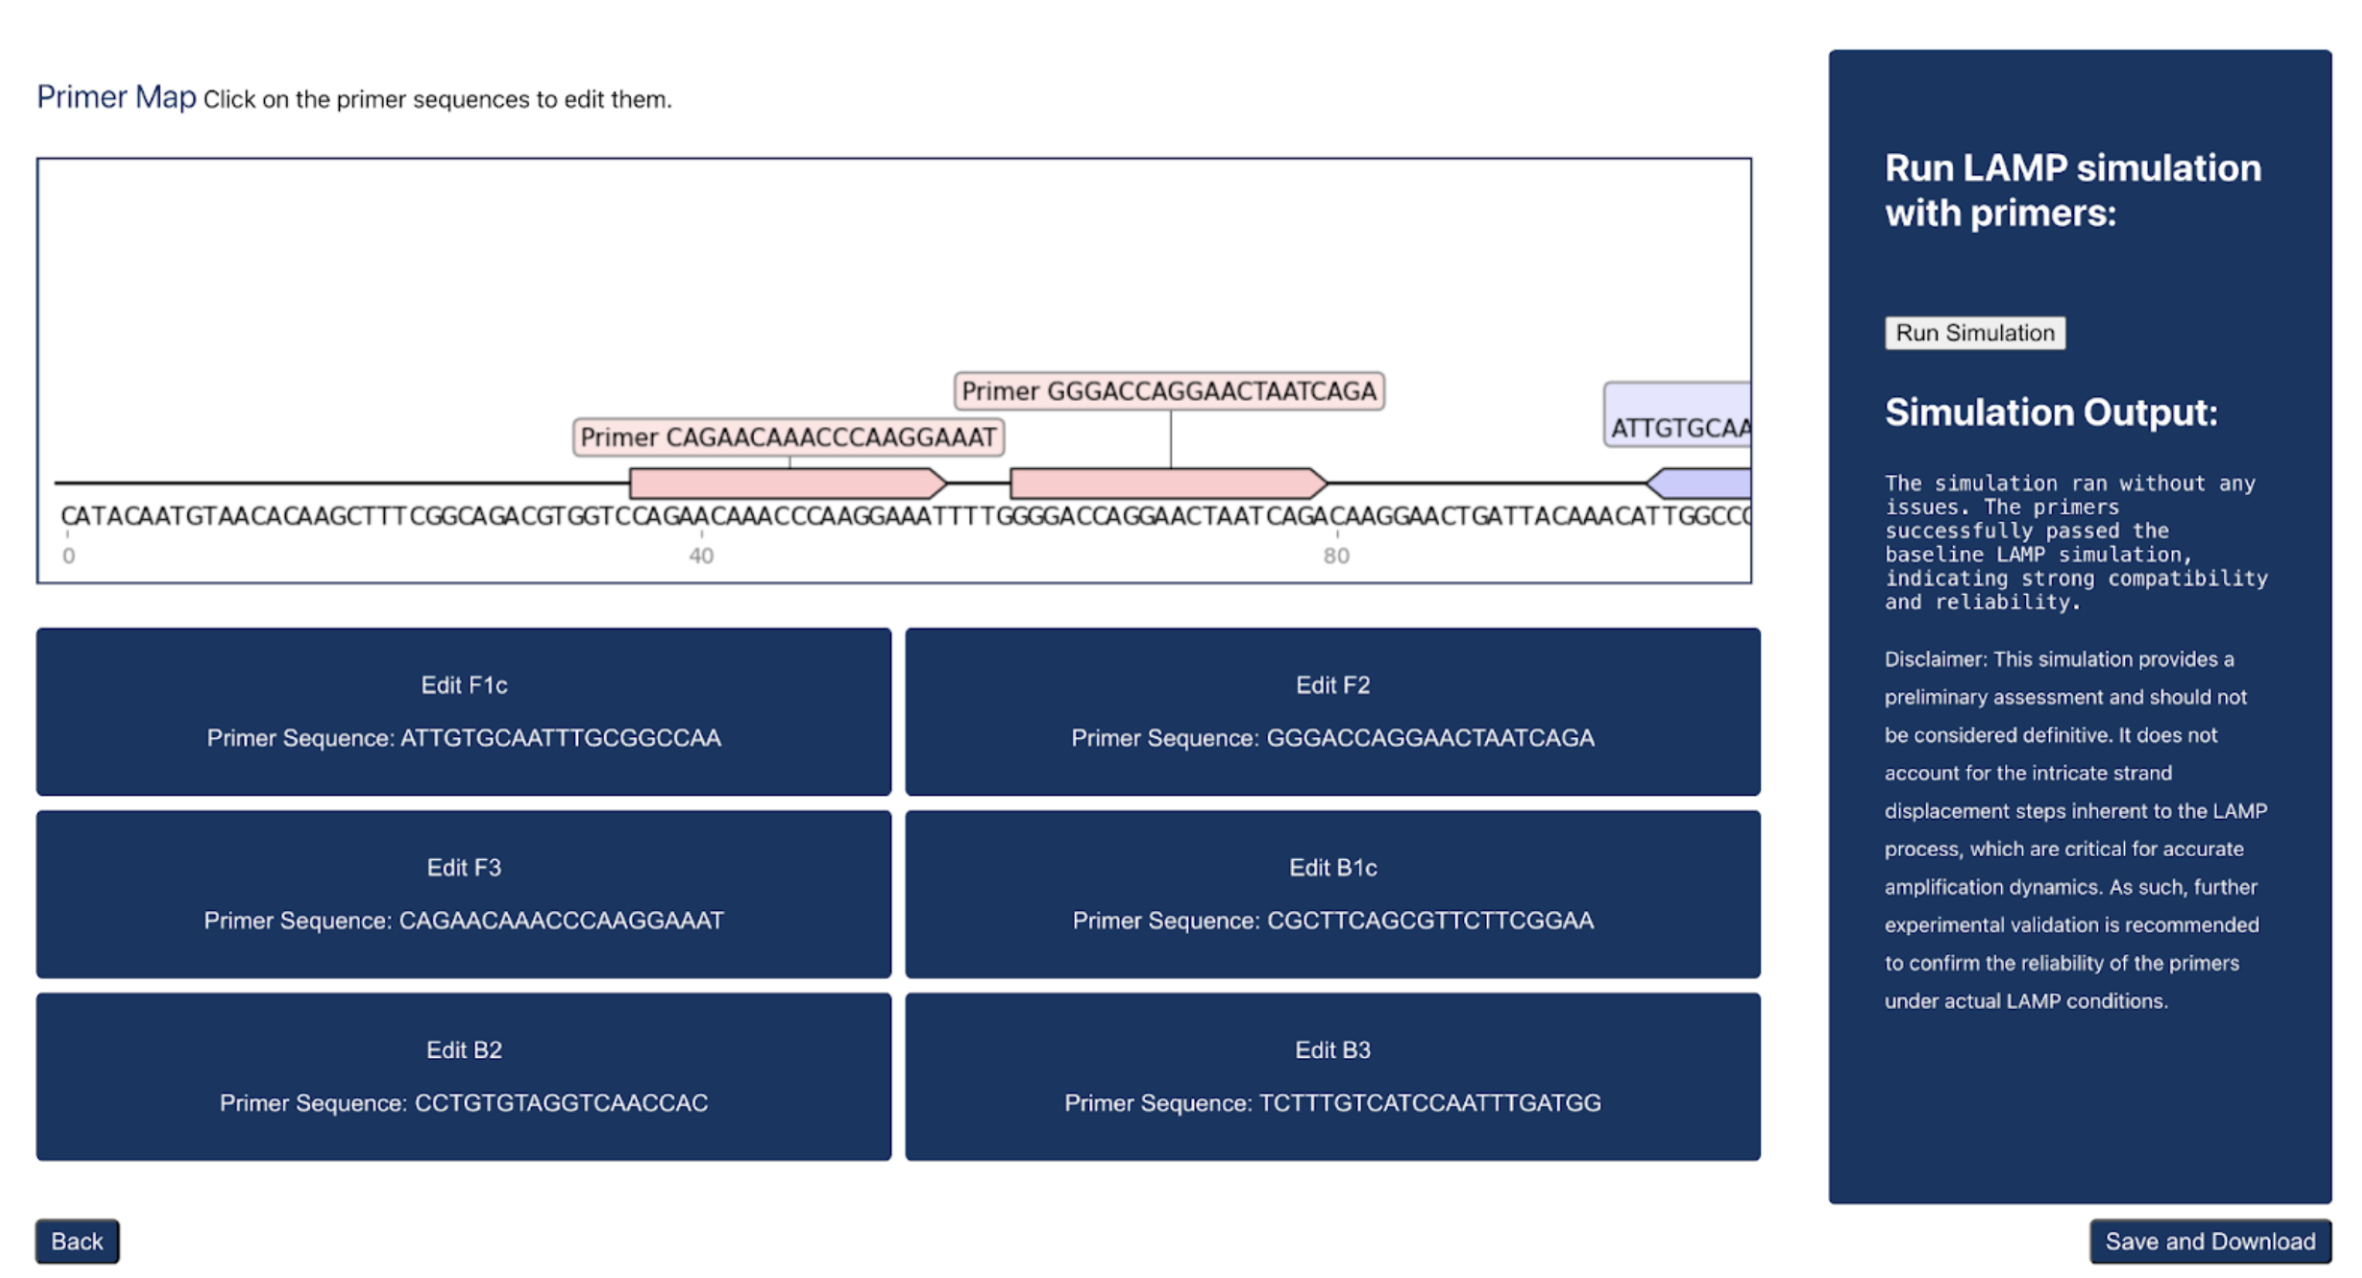 Primer Map Click on the primer sequences to edit them.
Primer GGGACCAGGAACTAATCAGA
Primer CAGAACAAACCCAAGGAAAT
ATTGTGCAA
CATACAATGTAACACAAGCTTTCGGCAGACGTGGTCCAGAACAAACCCAAGGAAATTTTGGGGACCAGGAACTAATCAGACAAGGAACTGATTACAAACATTGGCCC
0 40 80
Edit F1c
Primer Sequence: ATTGTGCAATTTGCGGCCAA
Edit F2
Primer Sequence: GGGACCAGGAACTAATCAGA
Edit F3
Primer Sequence: CAGAACAAACCCAAGGAAAT
Edit B1c
Primer Sequence: CGCTTCAGCGTTCTTCGGAA
Edit B2
Primer Sequence: CCTGTGTAGGTCAACCAC
Edit B3
Primer Sequence: TCTTTGTCATCCAATTTGATGG
Back
Run LAMP simulation
with primers:
Run Simulation
Simulation Output:
The simulation ran without any
issues. The primers
successfully passed the
baseline LAMP simulation,
indicating strong compatibility
and reliability.
Disclaimer: This simulation provides a
preliminary assessment and should not
be considered definitive. It does not
account for the intricate strand
displacement steps inherent to the LAMP
process, which are critical for accurate
amplification dynamics. As such, further
experimental validation is recommended
to confirm the reliability of the primers
under actual LAMP conditions.
Save and Download